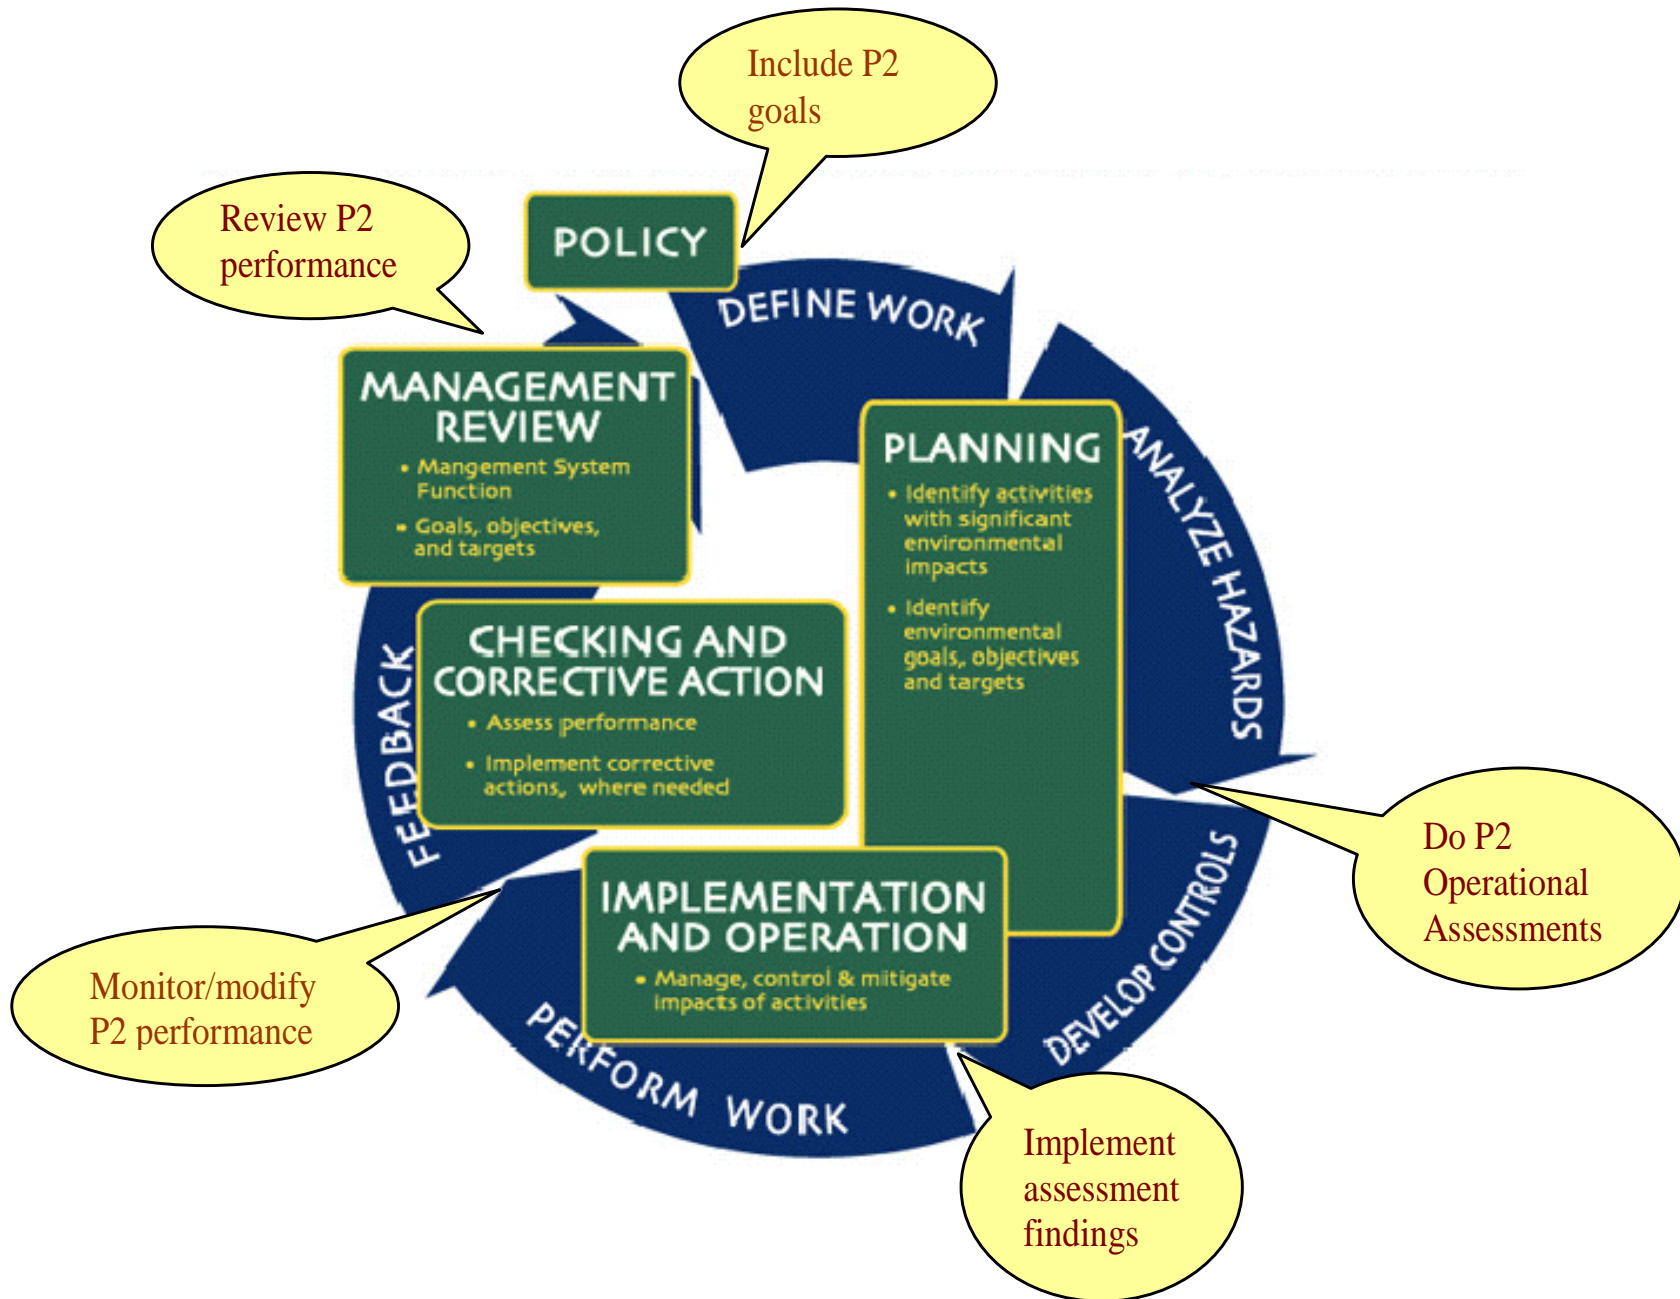 Include P2
goals
Review P2
performance
POLICY
DEFINE WORK
MANAGEMENT
REVIEW
• Mangement System
Function
• Goals, objectives,
and targets
PLANNING
• Identify activities
with significant
environmental
impacts
• Identify
environmental
goals, objectives
and targets
ANALYZE HAZARDS
CHECKING AND
CORRECTIVE ACTION
• Assess performance
• Implement corrective
actions, where needed
FEEDBACK
Do P2
Operational
Assessments
DEVELOP CONTROLS
IMPLEMENTATION
AND OPERATION
• Manage, control & mitigate
impacts of activities
Monitor/modify
P2 performance
PERFORM WORK
Implement
assessment
findings